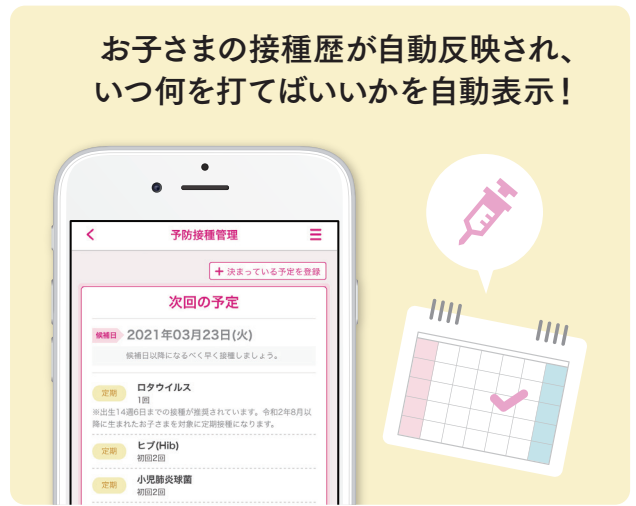 お子さまの接種歴が自動反映され、
いつ何を打てばいいかを自動表示！
予防接種管理
+ 決まっている予定を登録
次回の予定
候補日 2021年03月23日(火)
候補日以降になるべく早く接種しましょう。
定期 ロタウイルス
1回
※出生14週6日までの接種が推奨されています。令和2年8月以
降に生まれたお子さまを対象に定期接種になります。
定期 ヒブ(Hib)
初回2回
定期 小児肺炎球菌
初回2回